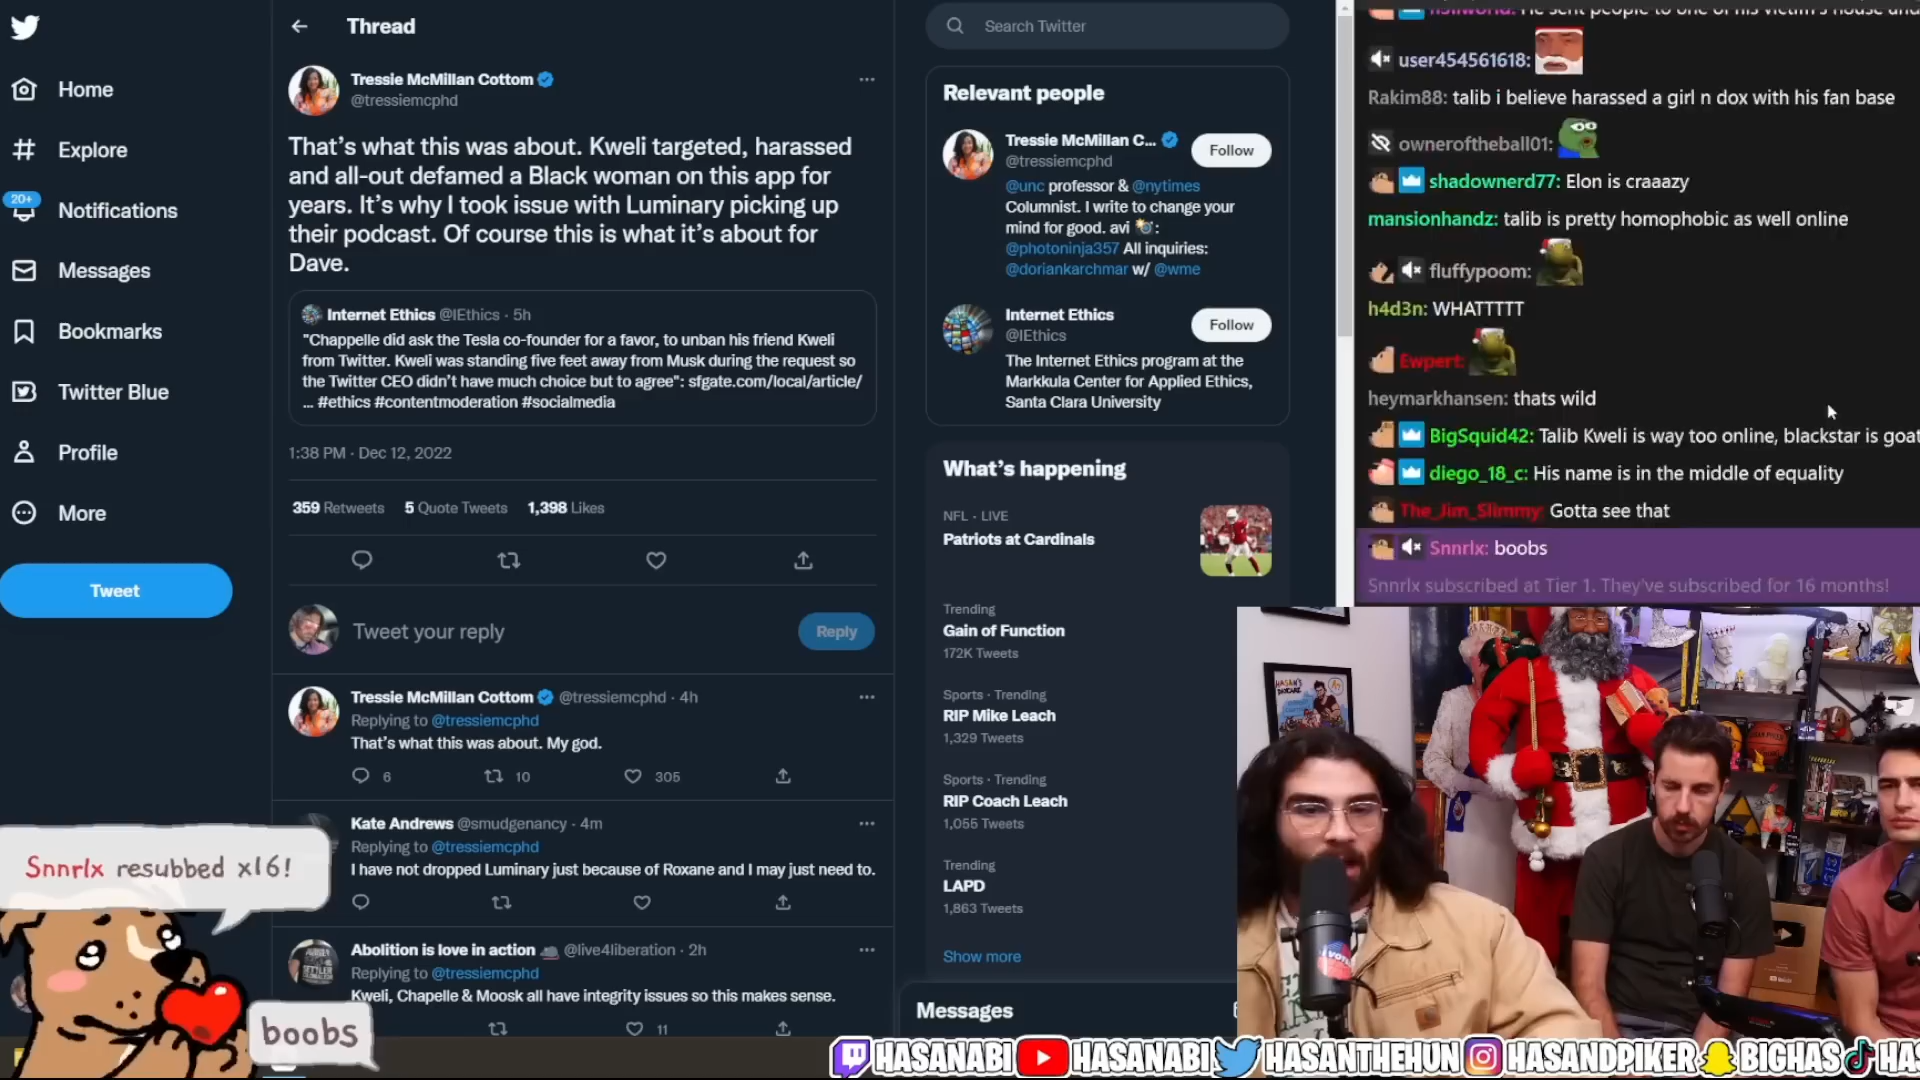 Home
Explore
20+
Notifications
Messages
Bookmarks
Twitter Blue
Profile
More
Tweet
Thread
Tressie McMillan Cottom
@tressiemcphd
That's what this was about. Kweli targeted, harassed
and all-out defamed a Black woman on this app for
years. It's why I took issue with Luminary picking up
their podcast. Of course this is what it's about for
Dave.
Internet Ethics @IEthics · 5h
"Chappelle did ask the Tesla co-founder for a favor, to unban his friend Kweli
from Twitter. Kweli was standing five feet away from Musk during the request so
the Twitter CEO didn't have much choice but to agree": sfgate.com/local/article/
... #ethics #contentmoderation #socialmedia
1:38 PM · Dec 12, 2022
359 Retweets 5 Quote Tweets 1,398 Likes
Tweet your reply
Reply
Tressie McMillan Cottom @tressiemcphd · 4h
Replying to @tressiemcphd
That's what this was about. My god.
6 10 305
Kate Andrews @smudgenancy · 4m
Replying to @tressiemcphd
I have not dropped Luminary just because of Roxane and I may just need to.
Abolition is love in action @live4liberation · 2h
Replying to @tressiemcphd
Kweli, Chapelle & Moosk all have integrity issues so this makes sense.
11
Search Twitter
Relevant people
Tressie McMillan C...
@tressiemcphd
Follow
@unc professor & @nytimes
Columnist. I write to change your
mind for good. avi :
@photoninja357 All inquiries:
@doriankarchmar w/ @wme
Internet Ethics
@IEthics
Follow
The Internet Ethics program at the
Markkula Center for Applied Ethics,
Santa Clara University
What's happening
NFL · LIVE
Patriots at Cardinals
Trending
Gain of Function
172K Tweets
Sports · Trending
RIP Mike Leach
1,329 Tweets
Sports · Trending
RIP Coach Leach
1,055 Tweets
Trending
LAPD
1,863 Tweets
Show more
Messages
He sent people to one of his victim's house and
user454561618:
Rakim88: talib i believe harassed a girl n dox with his fan base
owneroftheball01:
shadownerd77: Elon is craaazy
mansionhandz: talib is pretty homophobic as well online
fluffypoom:
h4d3n: WHATTTTT
Ewpert:
heymarkhansen: thats wild
BigSquid42: Talib Kweli is way too online, blackstar is goat
diego_18_c: His name is in the middle of equality
The_Jim_Slimmy: Gotta see that
Snnrlx: boobs
Snnrlx subscribed at Tier 1. They've subscribed for 16 months!
Snnrlx resubbed x16!
boobs
HASAN'S
I VOTED
HASANABI HASANABI HASANTHEHUN HASANDPIKER BIGHAS HAS